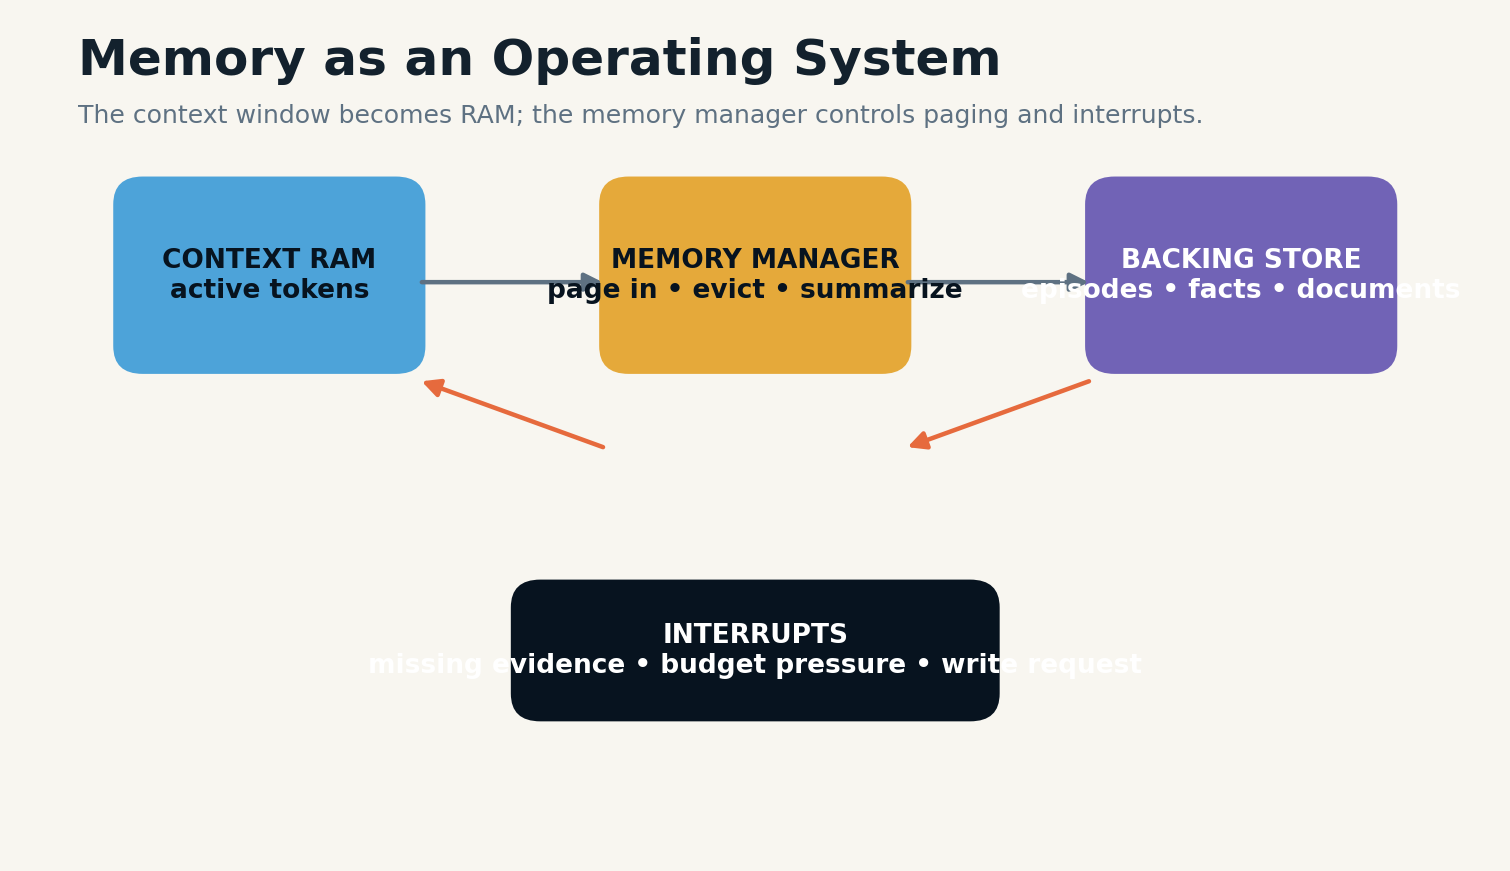 Memory as an Operating System
The context window becomes RAM; the memory manager controls paging and interrupts.
CONTEXT RAM
active tokens
MEMORY MANAGER
page in • evict • summarize
BACKING STORE
episodes • facts • documents
INTERRUPTS
missing evidence • budget pressure • write request